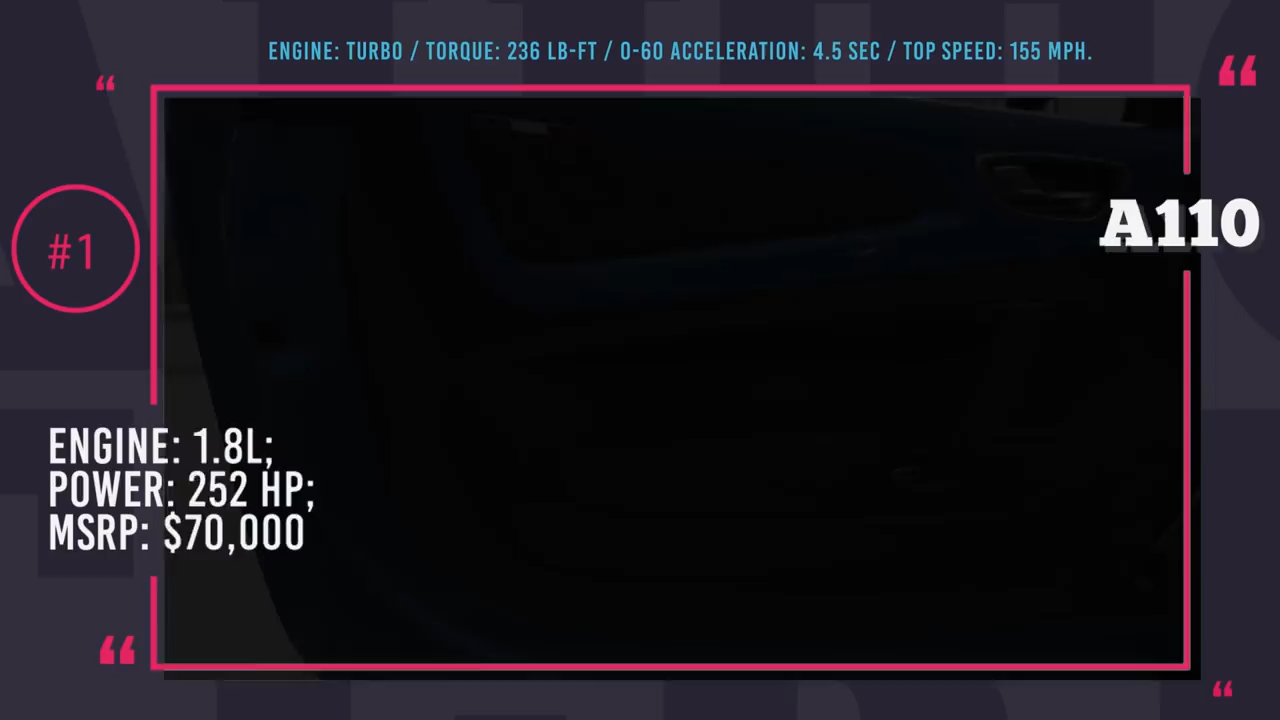 ENGINE: TURBO / TORQUE: 236 LB-FT / 0-60 ACCELERATION: 4.5 SEC / TOP SPEED: 155 MPH.
#1
A110
ENGINE: 1.8L;
POWER: 252 HP;
MSRP: $70,000